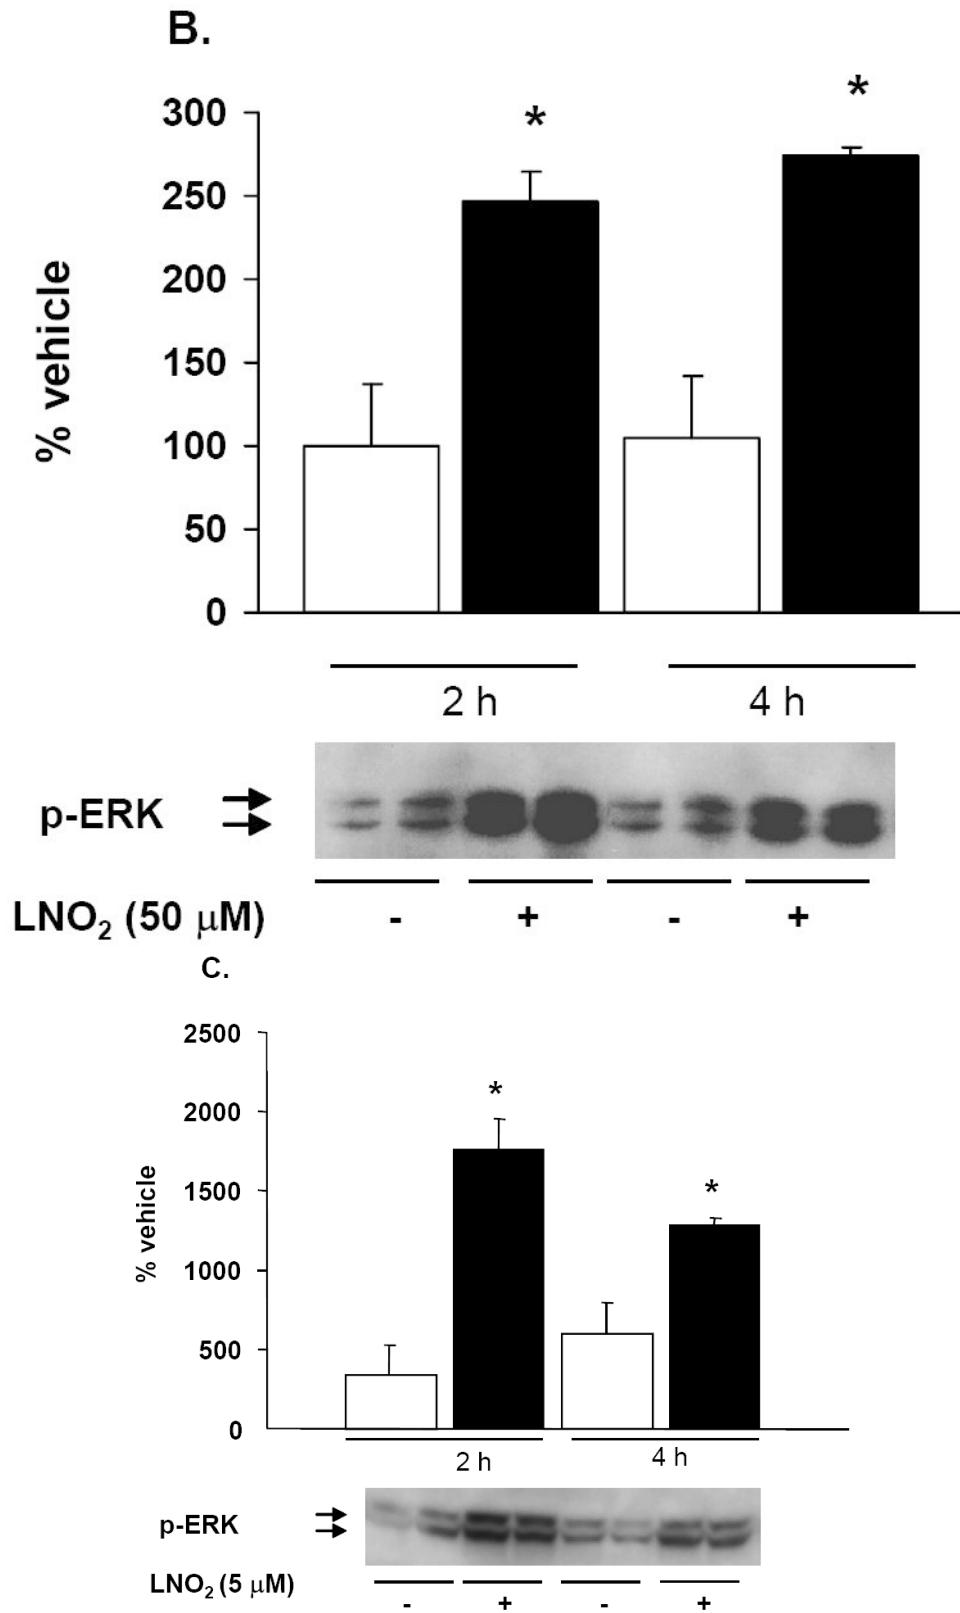 B.
300
250
200
150
100
50
0
% vehicle
* *
2 h 4 h
p-ERK
LNO₂ (50 µM) - + - +
C.
2500
2000
1500
1000
500
0
% vehicle
* *
2 h 4 h
p-ERK
LNO₂ (5 µM)
- + - +